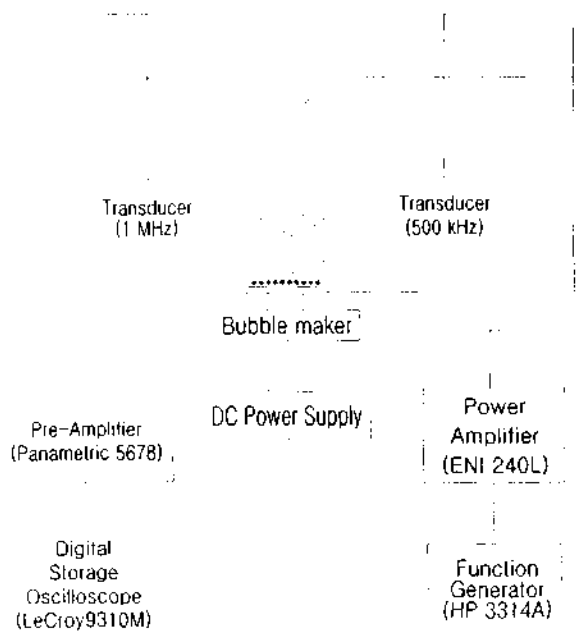 Transducer
(1 MHz)
Transducer
(500 kHz)
Bubble maker
DC Power Supply
Pre-Amplifier
(Panametric 5678)
Power
Amplifier
(ENI 240L)
Digital
Storage
Oscilloscope
(LeCroy9310M)
Function
Generator
(HP 3314A)